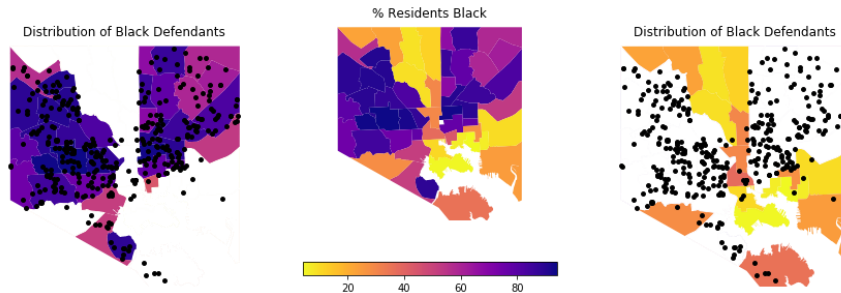 Distribution of Black Defendants
% Residents Black
Distribution of Black Defendants
20 40 60 80